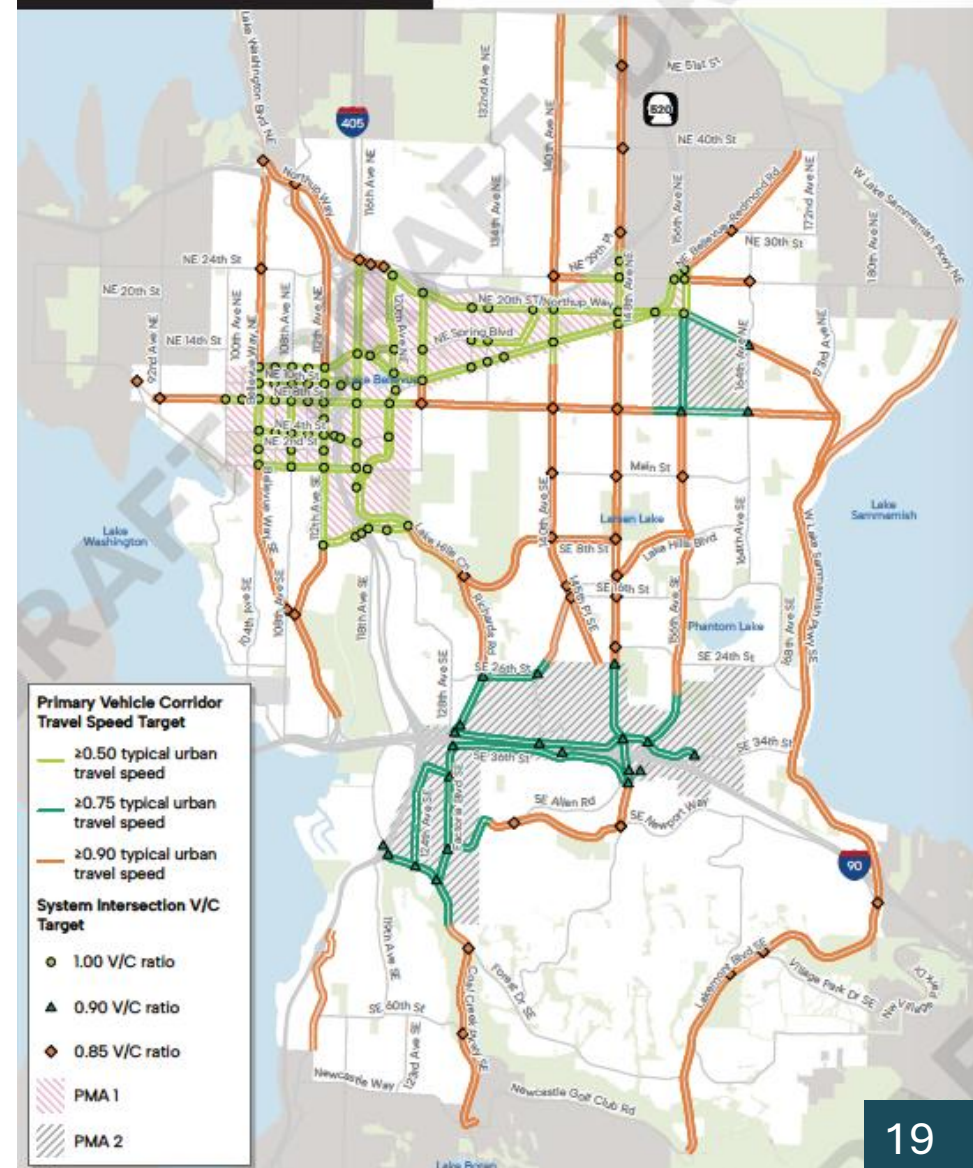 DRAFT DRAFT
Lake Washington Blvd NE
132nd Ave NE
140th Ave NE
NE 51st St
520
405
NE 40th St
116th Ave NE
Northup Way
134th Ave NE
NE 29th Pl
148th Ave NE
156th Ave NE
NE Bellevue-Redmond Rd
172nd Ave NE
W Lake Sammamish Pkwy NE
NE 30th St
180th Ave NE
NE 24th St
NE 20th St
NE 20th ST/Northup Way
NE Spring Blvd
NE 14th St
92nd Ave NE
100th Ave NE
Bellevue Way NE
108th Ave NE
112th Ave NE
164th Ave NE
173rd Ave NE
NE 8th St
NE 4th St
NE 2nd St
Main St
Lake Washington
Bellevue Way SE
112th Ave SE
Lake Hills Cn
140th Ave SE
Larsen Lake
SE 8th St
Lake Hills Blvd
164th Ave SE
Lake Sammamish
W Lake Sammamish Pkwy SE
104th Ave SE
108th Ave SE
118th Ave SE
Richards Rd
145th Pl SE
SE 16th St
156th Ave SE
Phantom Lake
168th Ave SE
SE 24th St
128th Ave SE
SE 26th St
SE 36th St
SE 34th St
124th Ave SE
Factoria Blvd SE
SE Allen Rd
SE Newport Way
90
119th Ave SE
Forest Dr SE
Lakemont Blvd SE
Village Park Dr SE
SE 60th St
123rd Ave SE
Coal Creek Pkwy SE
Newcastle Way
Newcastle Golf Club Rd
Lake Boren
Primary Vehicle Corridor
Travel Speed Target
≥0.50 typical urban
travel speed
≥0.75 typical urban
travel speed
≥0.90 typical urban
travel speed
System Intersection V/C
Target
1.00 V/C ratio
0.90 V/C ratio
0.85 V/C ratio
PMA 1
PMA 2
19